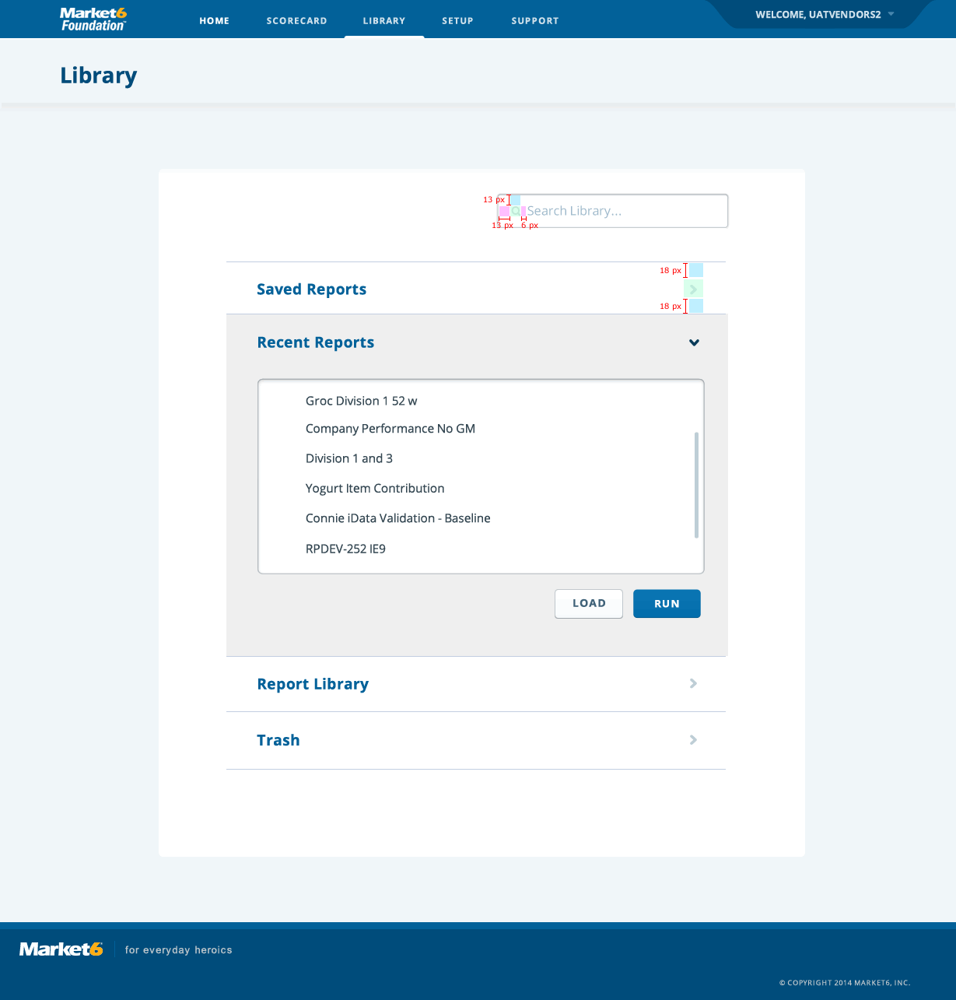 Market6
Foundation™
HOME SCORECARD LIBRARY SETUP SUPPORT
WELCOME, UATVENDORS2
Library
13 px
Search Library...
13 px 6 px
18 px
Saved Reports
18 px
Recent Reports
Groc Division 1 52 w
Company Performance No GM
Division 1 and 3
Yogurt Item Contribution
Connie iData Validation - Baseline
RPDEV-252 IE9
LOAD RUN
Report Library
Trash
Market6 for everyday heroics
© COPYRIGHT 2014 MARKET6, INC.